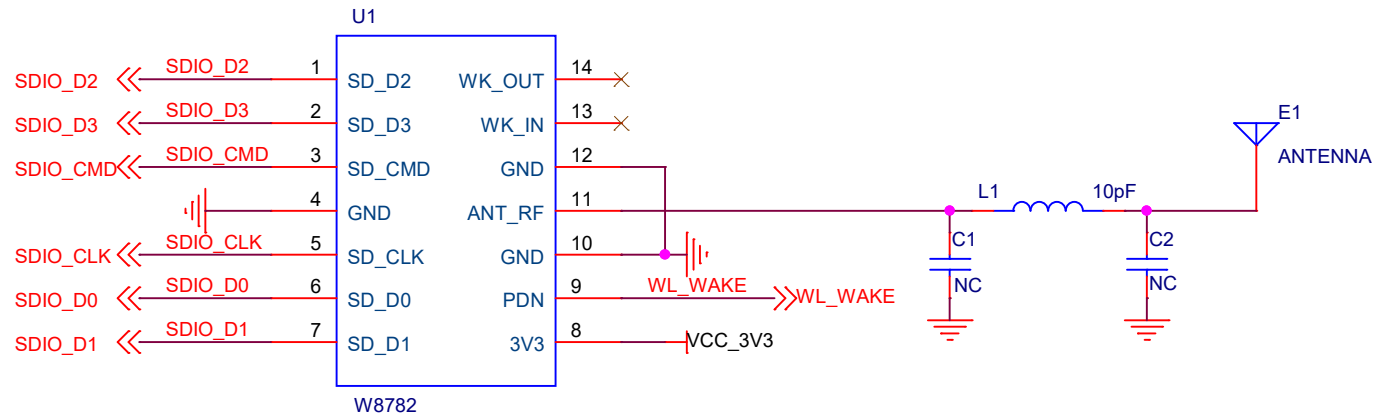 U1
SDIO_D2 SDIO_D2 1 SD_D2 WK_OUT 14
SDIO_D3 SDIO_D3 2 SD_D3 WK_IN 13
E1
SDIO_CMD SDIO_CMD 3 SD_CMD GND 12
ANTENNA
L1 10pF
4 GND ANT_RF 11
C1 C2
SDIO_CLK SDIO_CLK 5 SD_CLK GND 10
NC NC
SDIO_D0 SDIO_D0 6 SD_D0 PDN 9 WL_WAKE WL_WAKE
SDIO_D1 SDIO_D1 7 SD_D1 3V3 8 VCC_3V3
W8782